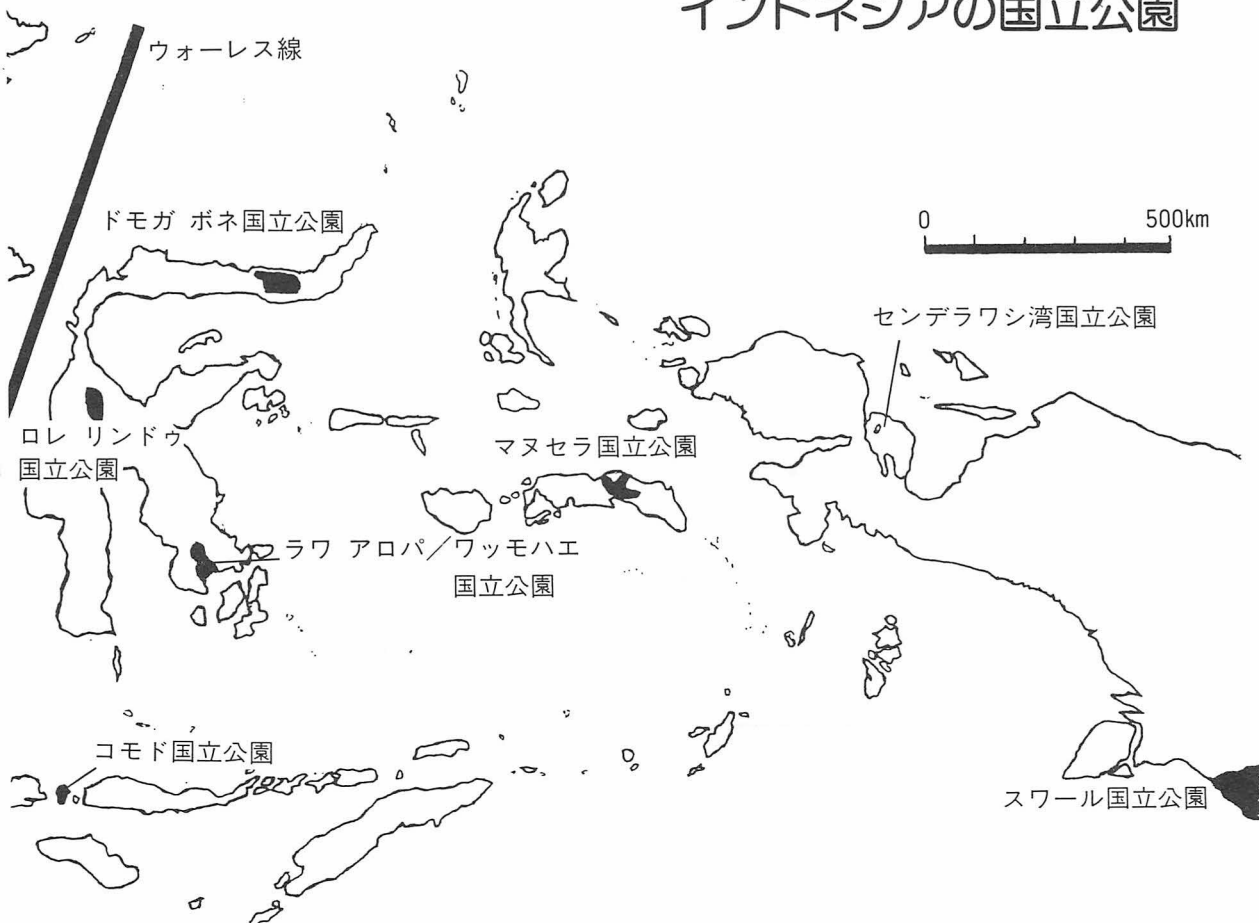 インドネシアの国立公園
ウォーレス線
ドモガ ボネ国立公園
0 500km
センデラワシ湾国立公園
ロレ リンドゥ
国立公園
マヌセラ国立公園
ラワ アロパ／ワッモハエ
国立公園
コモド国立公園
スワール国立公園